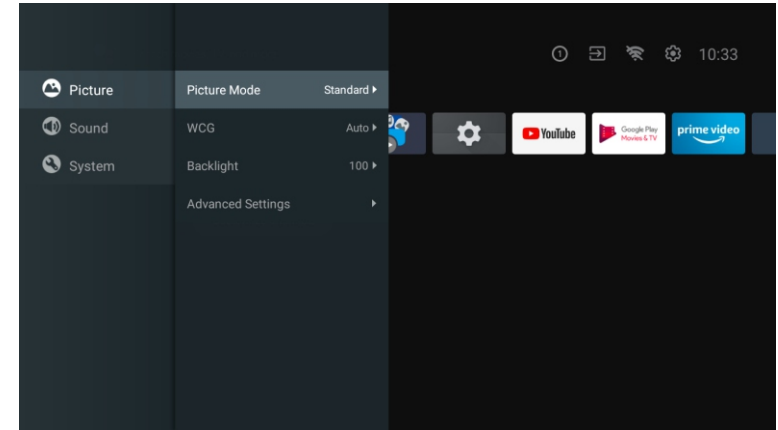 10:33
Picture
Picture Mode
Standard
Sound
WCG
Auto
YouTube
Google Play
Movies & TV
prime video
System
Backlight
100
Advanced Settings